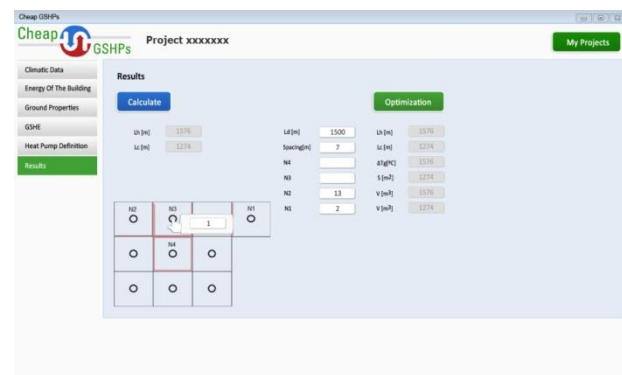 Cheap GSHPs
Cheap GSHPs
Project xxxxxxx
My Projects
Climatic Data
Energy Of The Building
Ground Properties
GSHE
Heat Pump Definition
Results
Results
Calculate
Optimization
Lh [m] 1576
Lc [m] 1274
Ld [m] 1500
Spacing[m] 7
N4
N3
N2 13
N1 2
Lh [m] 1576
Lc [m] 1274
ΔTg[ºC] 1576
S [m2] 1274
V [m3] 1576
V [m3] 1274
N2 N3 N1
1
N4